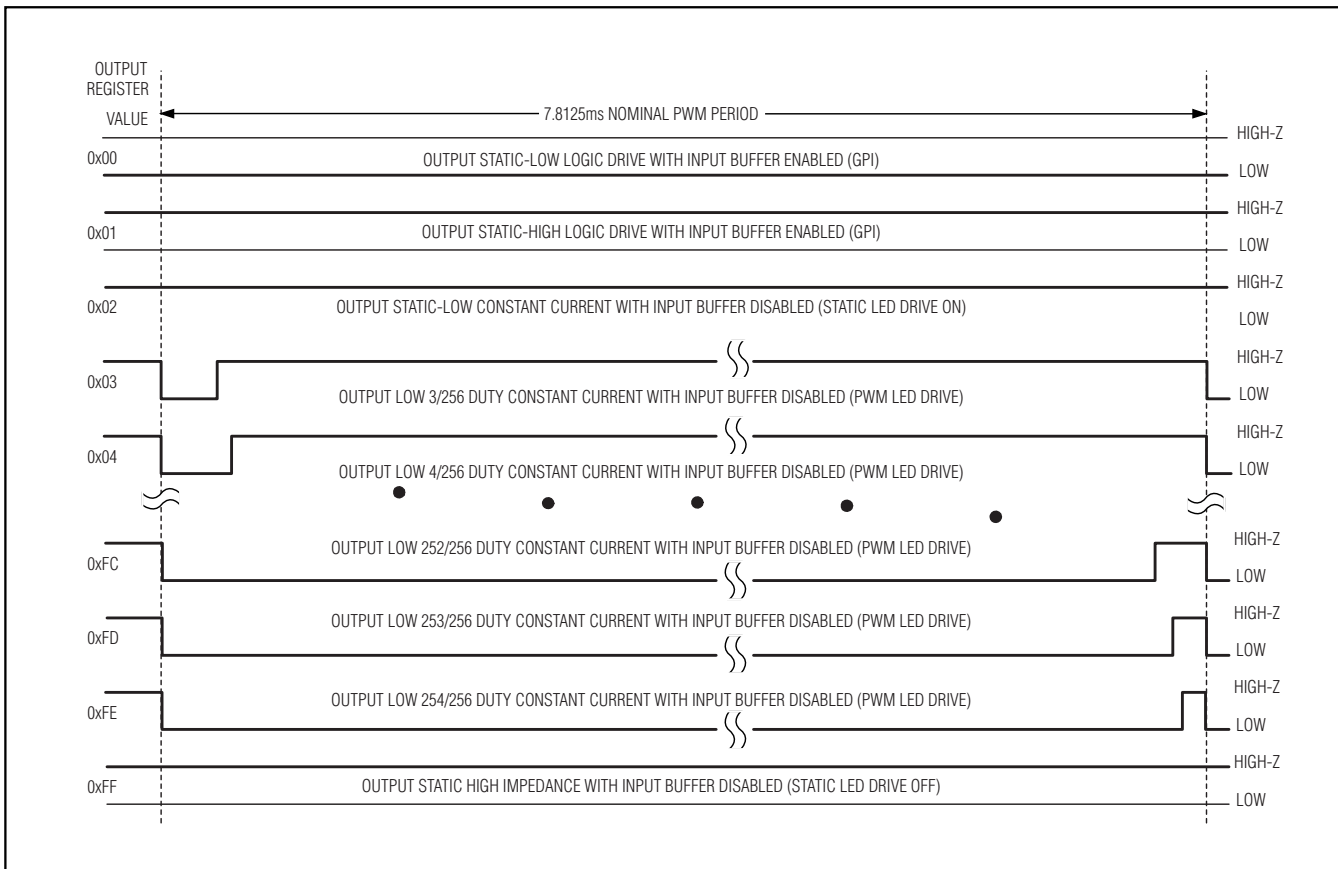 OUTPUT
REGISTER
VALUE
7.8125ms NOMINAL PWM PERIOD
HIGH-Z
0x00
OUTPUT STATIC-LOW LOGIC DRIVE WITH INPUT BUFFER ENABLED (GPI)
LOW
HIGH-Z
0x01
OUTPUT STATIC-HIGH LOGIC DRIVE WITH INPUT BUFFER ENABLED (GPI)
LOW
HIGH-Z
0x02
OUTPUT STATIC-LOW CONSTANT CURRENT WITH INPUT BUFFER DISABLED (STATIC LED DRIVE ON)
LOW
HIGH-Z
0x03
OUTPUT LOW 3/256 DUTY CONSTANT CURRENT WITH INPUT BUFFER DISABLED (PWM LED DRIVE)
LOW
HIGH-Z
0x04
OUTPUT LOW 4/256 DUTY CONSTANT CURRENT WITH INPUT BUFFER DISABLED (PWM LED DRIVE)
LOW
HIGH-Z
0xFC
OUTPUT LOW 252/256 DUTY CONSTANT CURRENT WITH INPUT BUFFER DISABLED (PWM LED DRIVE)
LOW
HIGH-Z
0xFD
OUTPUT LOW 253/256 DUTY CONSTANT CURRENT WITH INPUT BUFFER DISABLED (PWM LED DRIVE)
LOW
HIGH-Z
0xFE
OUTPUT LOW 254/256 DUTY CONSTANT CURRENT WITH INPUT BUFFER DISABLED (PWM LED DRIVE)
LOW
HIGH-Z
0xFF
OUTPUT STATIC HIGH IMPEDANCE WITH INPUT BUFFER DISABLED (STATIC LED DRIVE OFF)
LOW